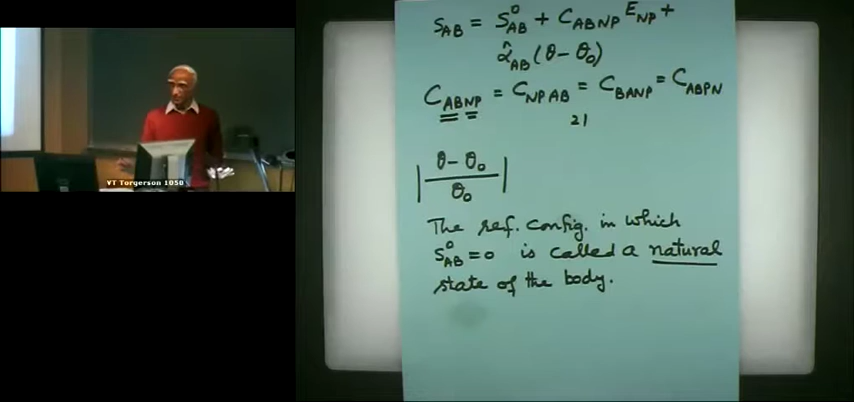 S_AB = S⁰_AB + C_ABNP E_NP +
α̂_AB (θ - θ₀)
C_ABNP = C_NPAB = C_BANP = C_ABPN
21
| (θ - θ₀) / θ₀ |
The ref. config. in which
S⁰_AB = 0 is called a natural
state of the body.
VT Torgerson 1050